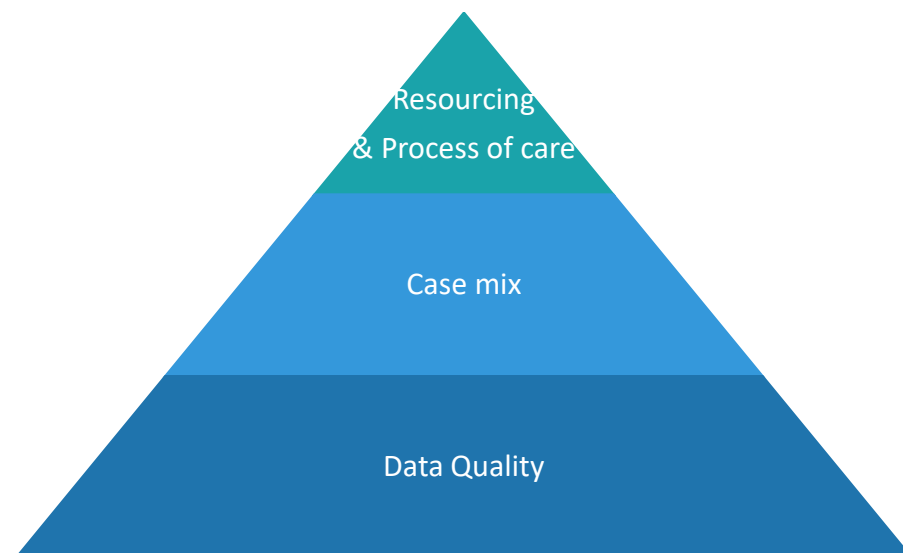 Resourcing
& Process of care
Case mix
Data Quality